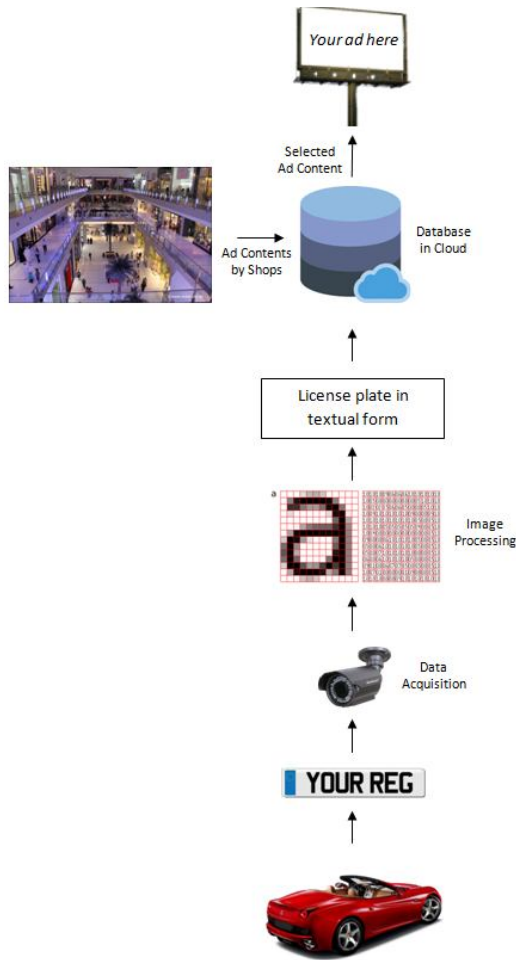 Your ad here
Selected
Ad Content
Ad Contents
by Shops
Database
in Cloud
License plate in
textual form
a
Image
Processing
Data
Acquisition
YOUR REG